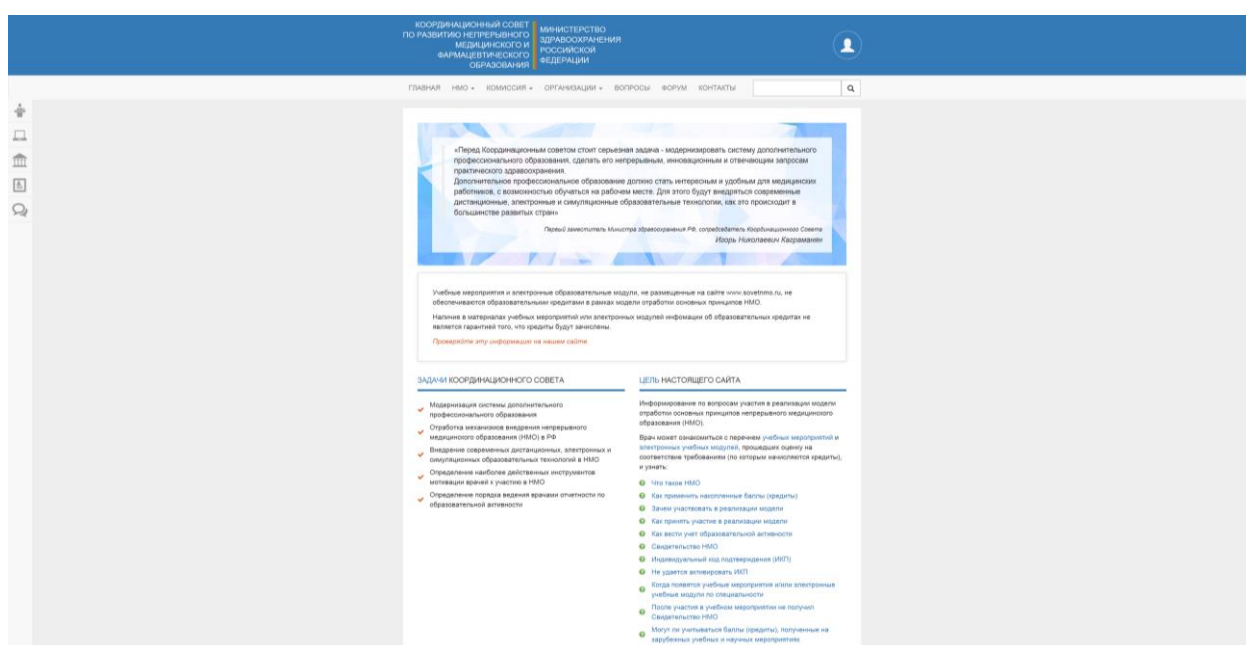 КООРДИНАЦИОННЫЙ СОВЕТ
ПО РАЗВИТИЮ НЕПРЕРЫВНОГО
МЕДИЦИНСКОГО И
ФАРМАЦЕВТИЧЕСКОГО
ОБРАЗОВАНИЯ
МИНИСТЕРСТВО
ЗДРАВООХРАНЕНИЯ
РОССИЙСКОЙ
ФЕДЕРАЦИИ
ГЛАВНАЯ НМО КОМИССИЯ ОРГАНИЗАЦИИ ВОПРОСЫ ФОРУМ КОНТАКТЫ
«Перед Координационным советом стоит серьезная задача - модернизировать систему дополнительного
профессионального образования, сделать его непрерывным, инновационным и отвечающим запросам
практического здравоохранения.
Дополнительное профессиональное образование должно стать интересным и удобным для медицинских
работников, с возможностью обучаться на рабочем месте. Для этого будут внедряться современные
дистанционные, электронные и симуляционные образовательные технологии, как это происходит в
большинстве развитых стран»
Первый заместитель Министра здравоохранения РФ, сопредседатель Координационного Совета
Игорь Николаевич Каграманян
Учебные мероприятия и электронные образовательные модули, не размещенные на сайте www.sovetnmo.ru, не
обеспечиваются образовательными кредитами в рамках модели отработки основных принципов НМО.
Наличие в материалах учебных мероприятий или электронных модулей инфомации об образовательных кредитах не
является гарантией того, что кредиты будут зачислены.
Проверяйте эту информацию на нашем сайте.
ЗАДАЧИ КООРДИНАЦИОННОГО СОВЕТА
Модернизация системы дополнительного
профессионального образования
Отработка механизмов внедрения непрерывного
медицинского образования (НМО) в РФ
Внедрение современных дистанционных, электронных и
симуляционных образовательных технологий в НМО
Определение наиболее действенных инструментов
мотивации врачей к участию в НМО
Определение порядка ведения врачами отчетности по
образовательной активности
ЦЕЛЬ НАСТОЯЩЕГО САЙТА
Информирование по вопросам участия в реализации модели
отработки основных принципов непрерывного медицинского
образования (НМО).
Врач может ознакомиться с перечнем учебных мероприятий и
электронных учебных модулей, прошедших оценку на
соответствие требованиям (по которым начисляются кредиты),
и узнать:
Что такое НМО
Как применить накопленные баллы (кредиты)
Зачем участвовать в реализации модели
Как принять участие в реализации модели
Как вести учет образовательной активности
Свидетельство НМО
Индивидуальный код подтверждения (ИКП)
Не удается активировать ИКП
Когда появятся учебные мероприятия и/или электронные
учебные модули по специальности
После участия в учебном мероприятии не получил
Свидетельство НМО
Могут ли учитываться баллы (кредиты), полученные на
зарубежных учебных и научных мероприятиях